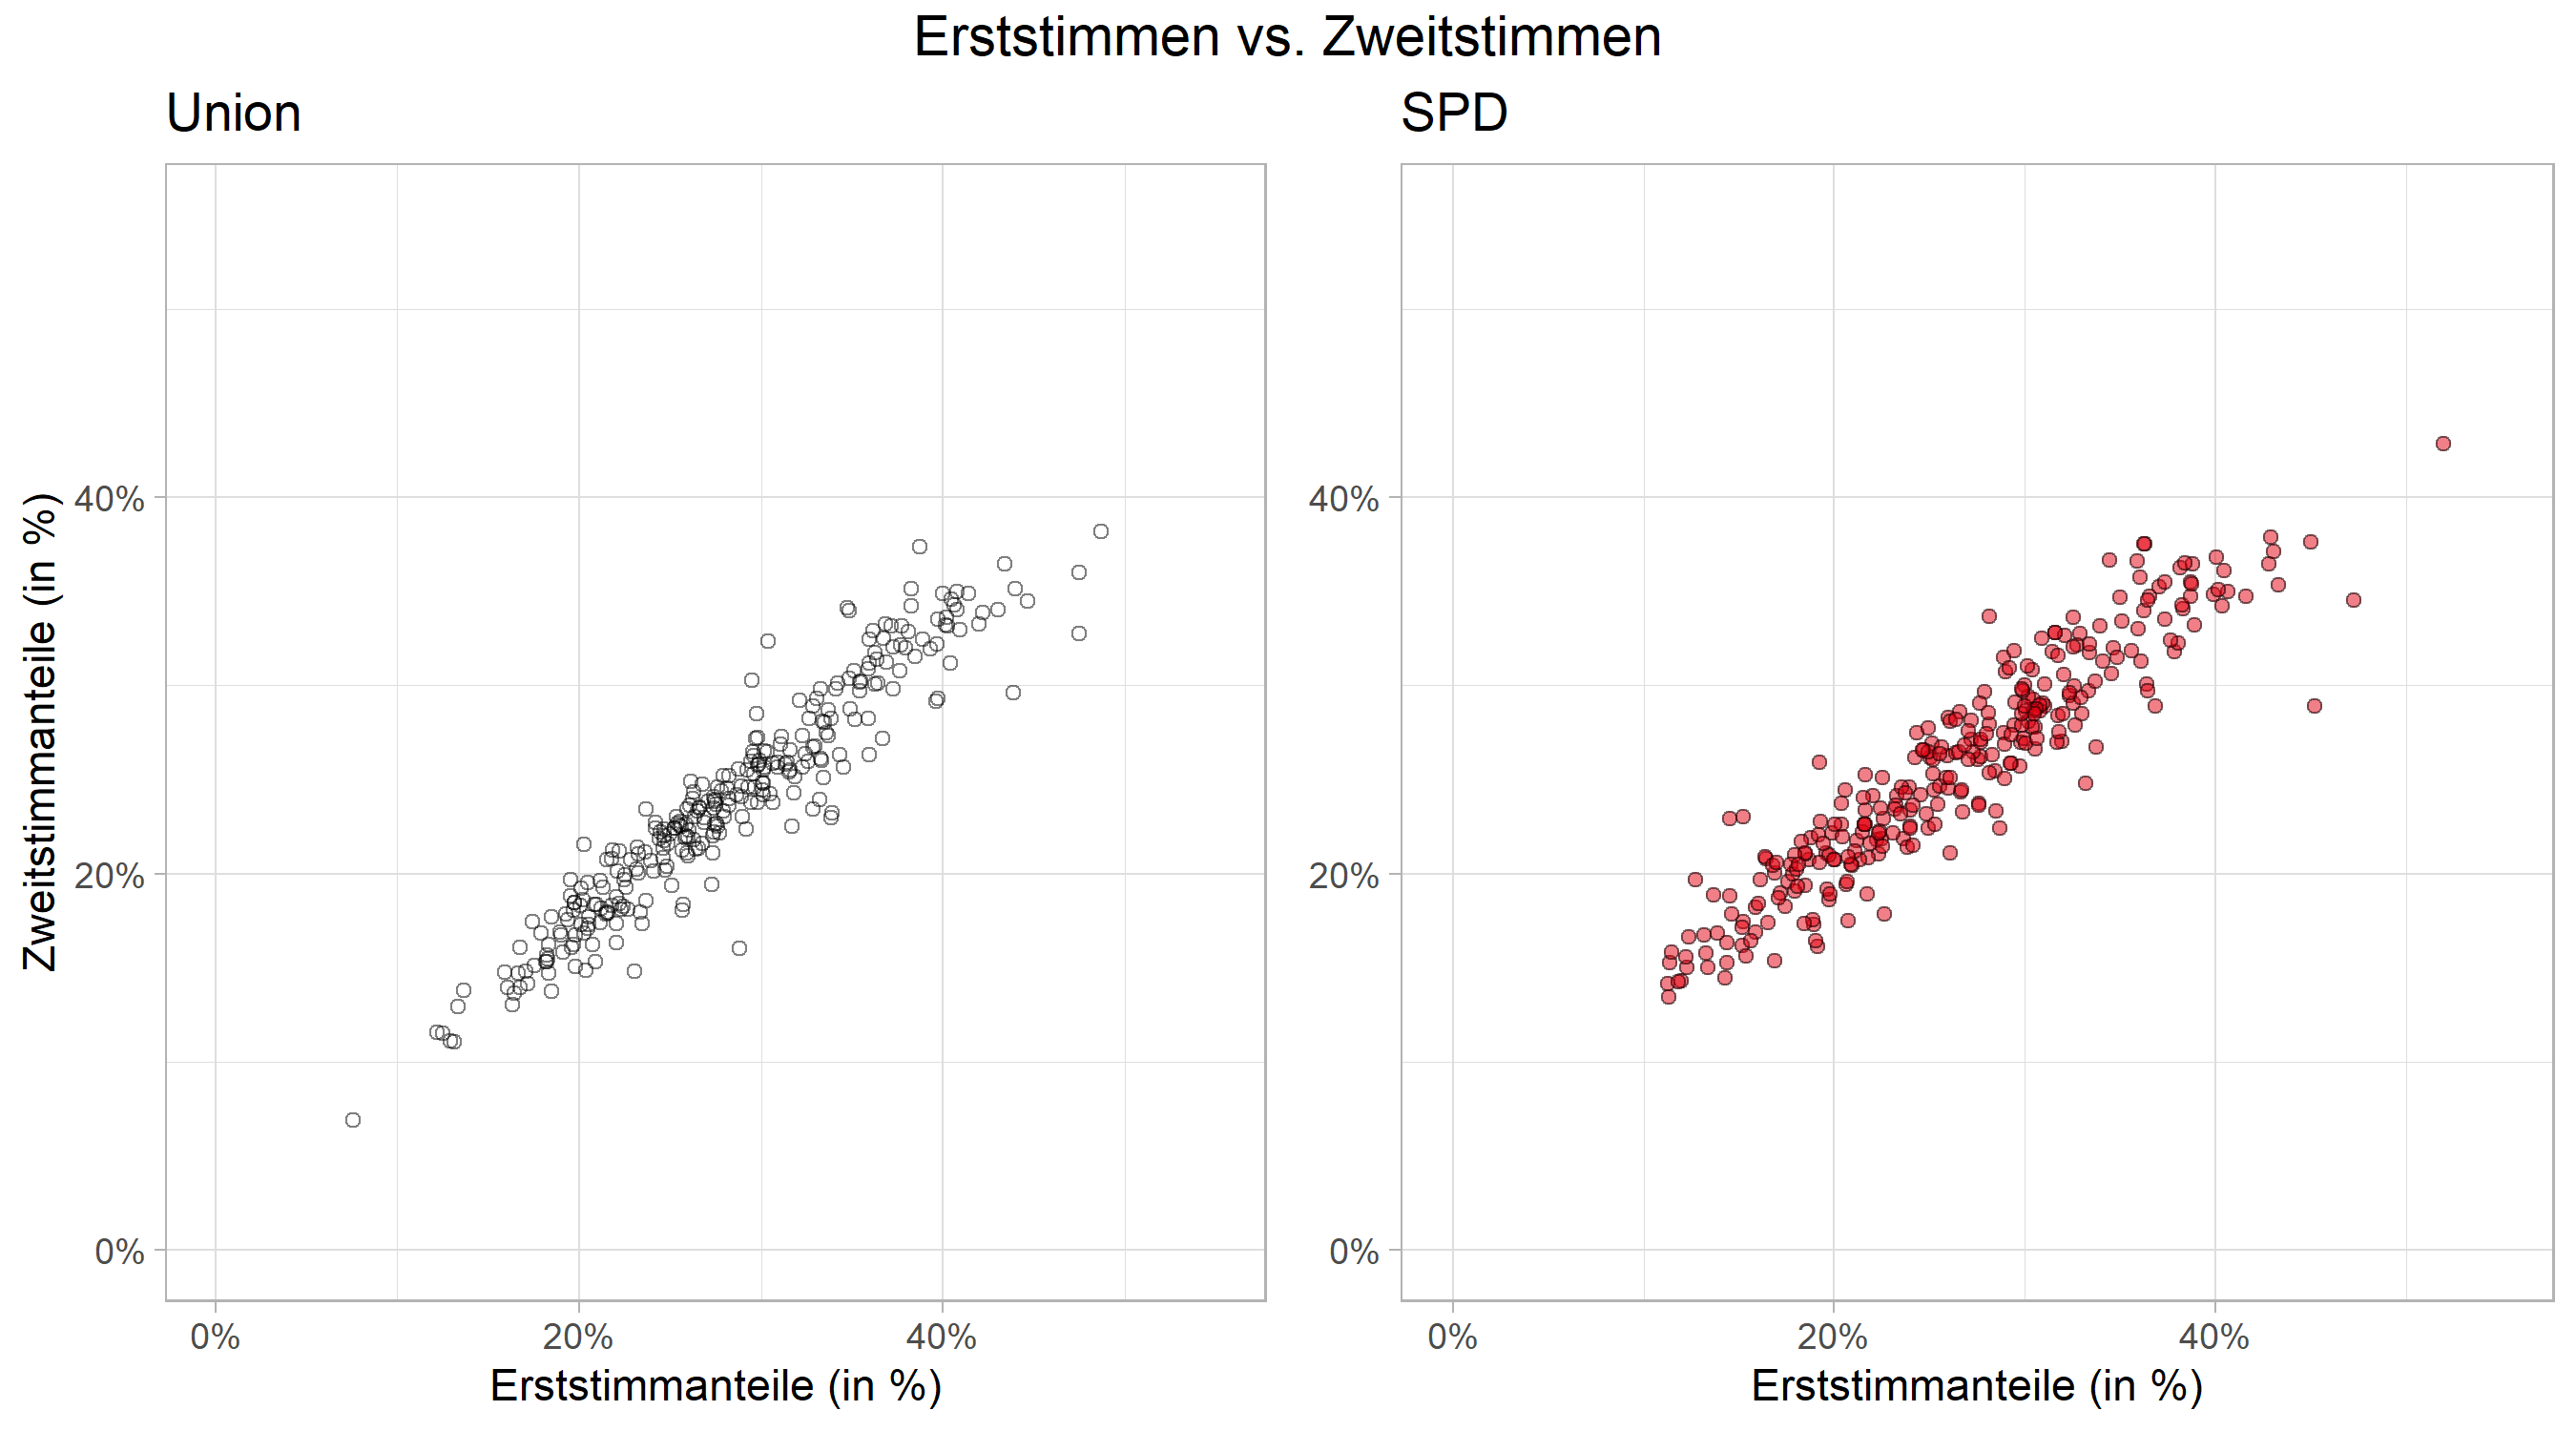 Erststimmen vs. Zweitstimmen
Union
Zweitstimmanteile (in %)
40%
20%
0%
0%
20%
40%
Erststimmanteile (in %)
SPD
40%
20%
0%
0%
20%
40%
Erststimmanteile (in %)